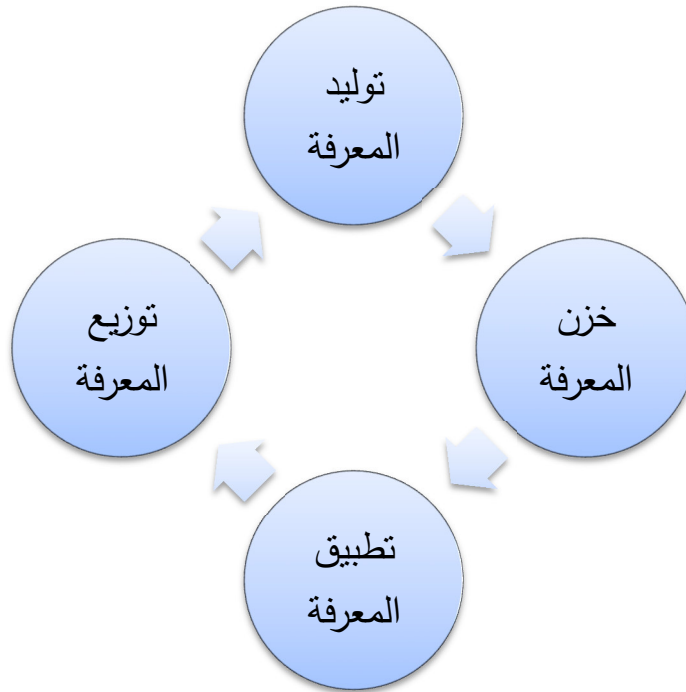 توليد
المعرفة
خزن
المعرفة
تطبيق
المعرفة
توزيع
المعرفة